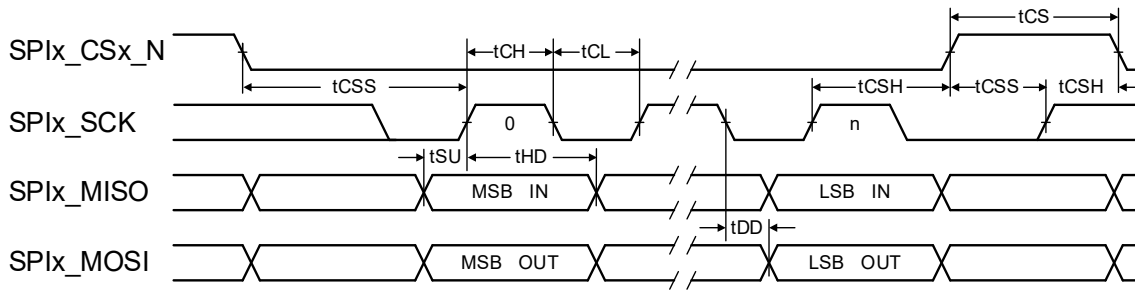 tCS
SPIx_CSx_N
tCH
tCL
tCSS
tCSH
tCSS
tCSH
SPIx_SCK
0
n
tSU
tHD
SPIx_MISO
MSB IN
LSB IN
tDD
SPIx_MOSI
MSB OUT
LSB OUT